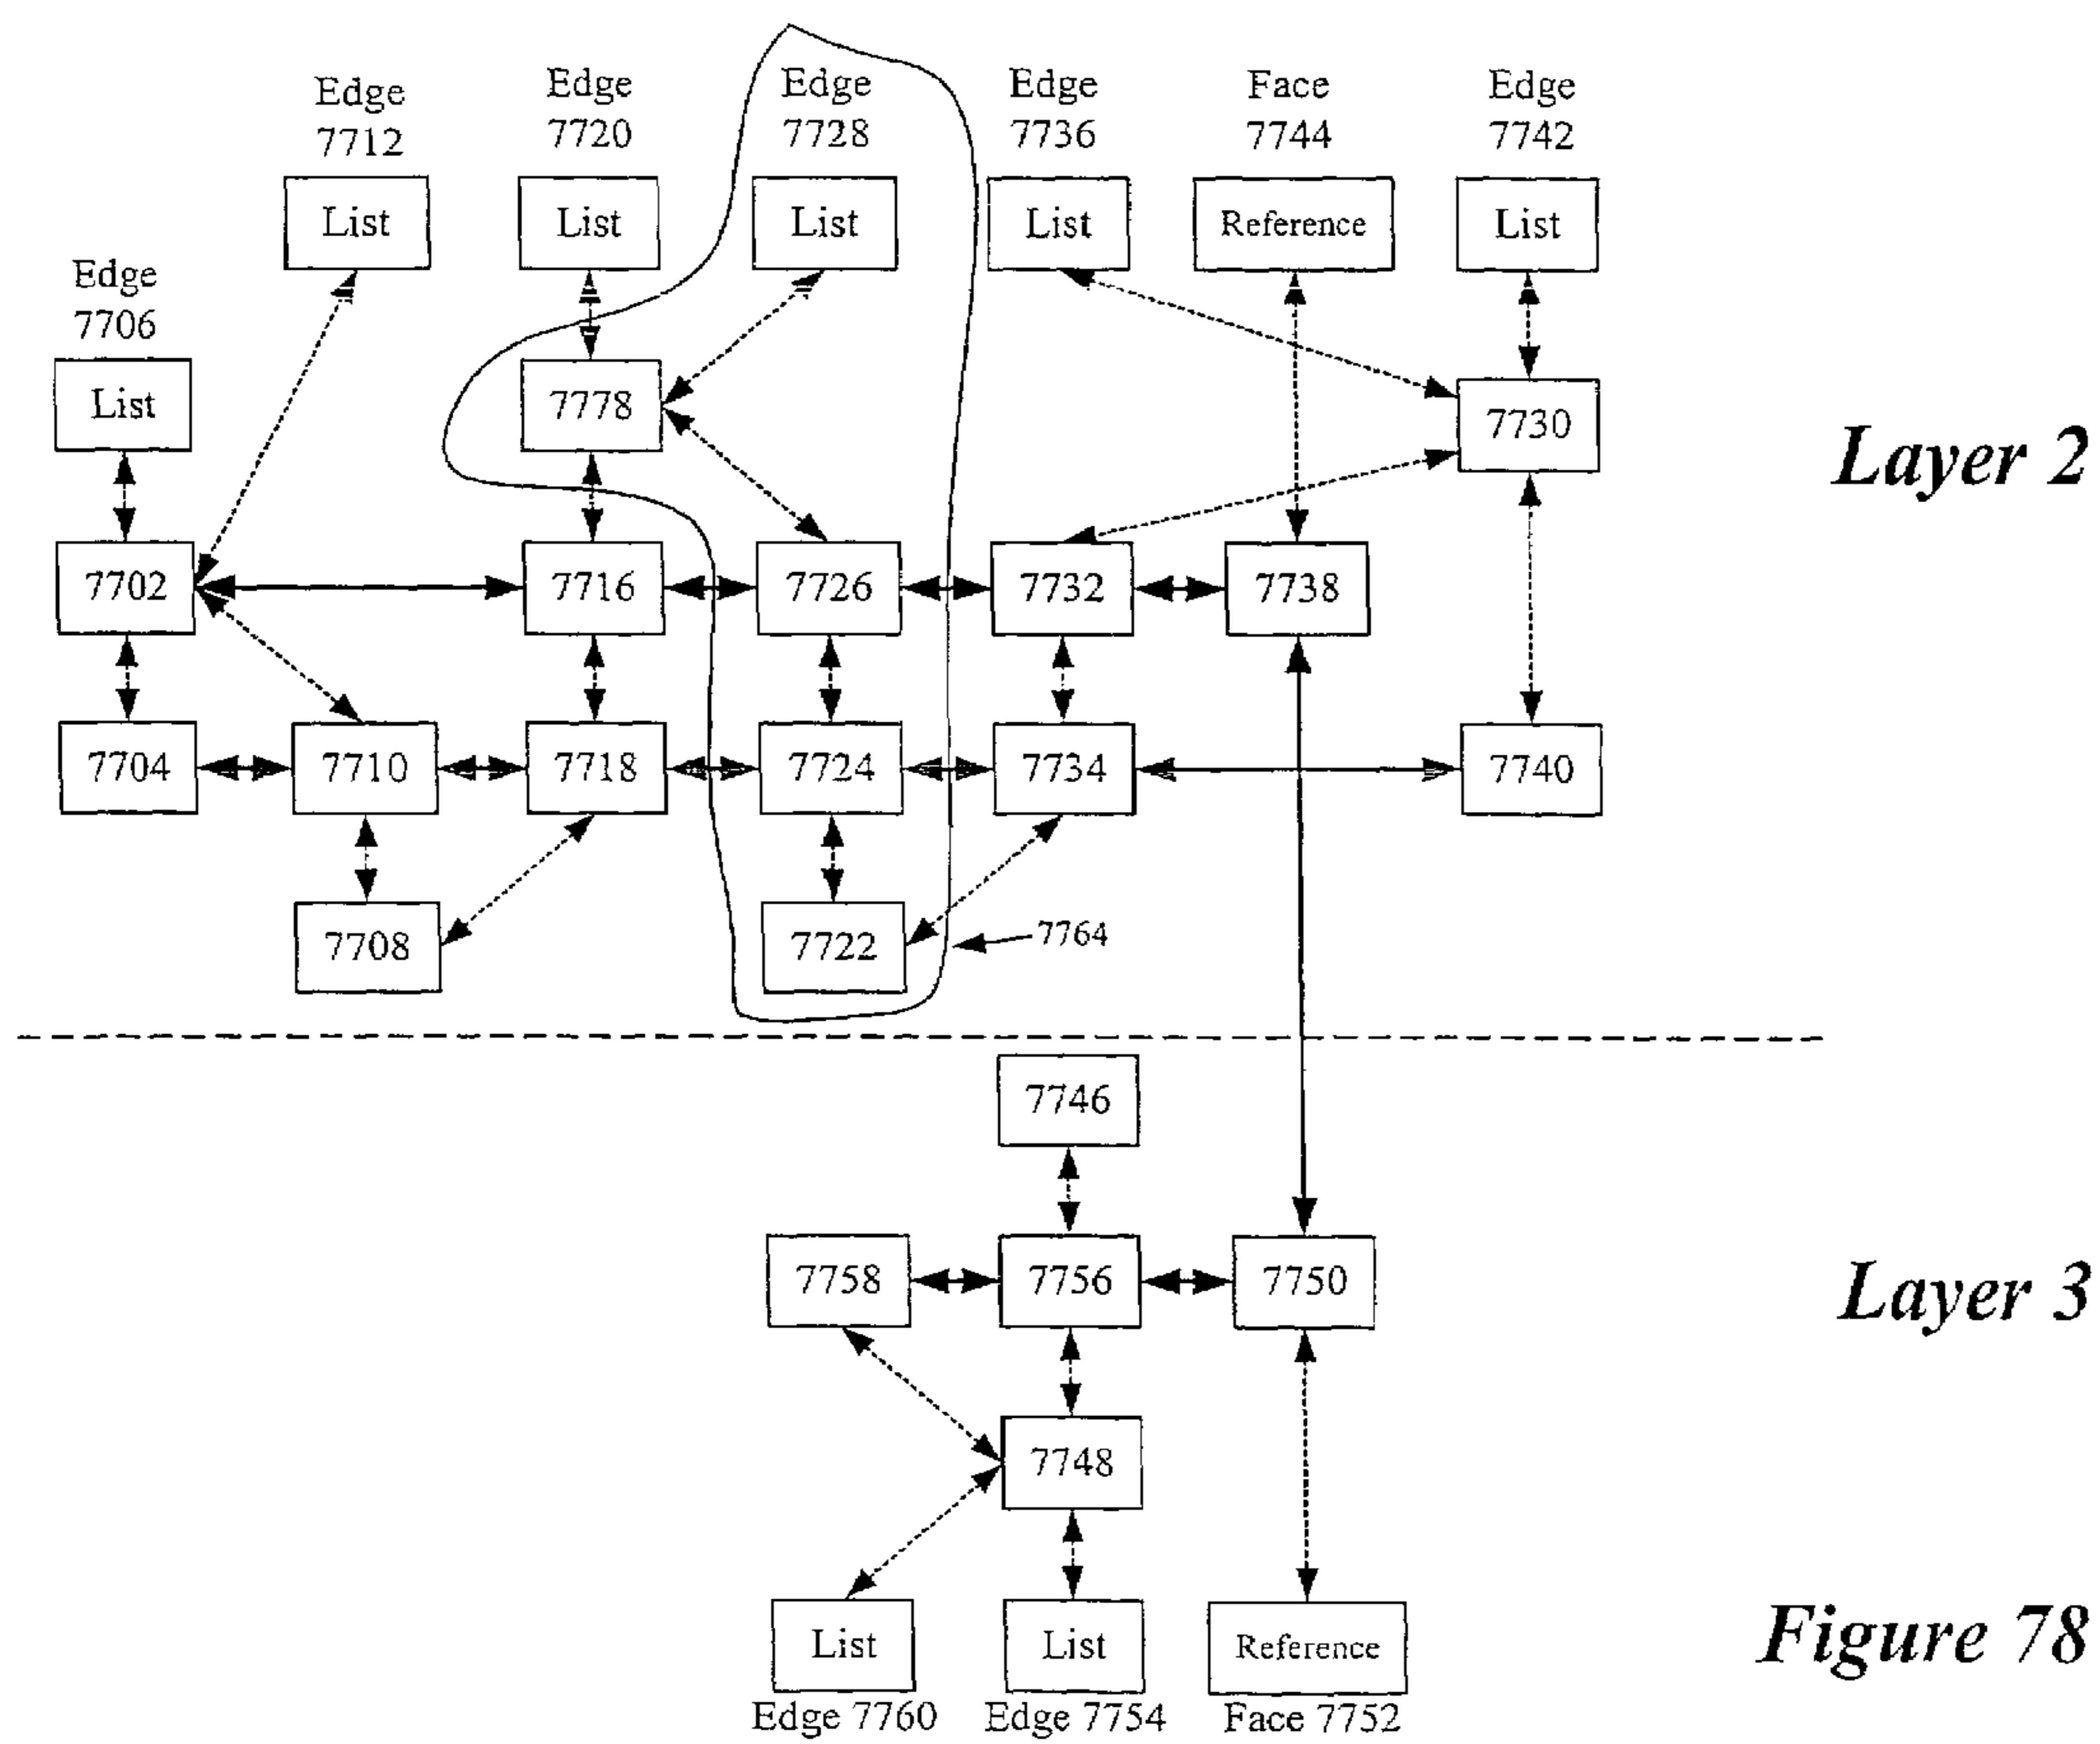 Edge
7712
Edge
7720
Edge
7728
Edge
7736
Face
7744
Edge
7742
List
List
List
List
Reference
List
Edge
7706
List
7778
7730
Layer 2
7702
7716
7726
7732
7738
7704
7710
7718
7724
7734
7740
7708
7722
7764
7746
7758
7756
7750
Layer 3
7748
List
List
Reference
Edge 7760
Edge 7754
Face 7752
Figure 78